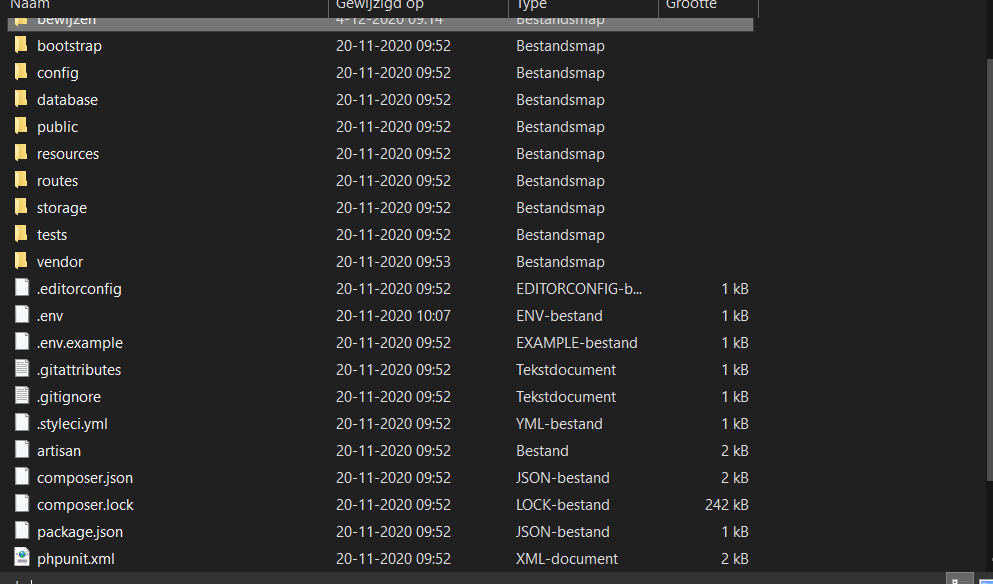 Naam Gewijzigd op Type Grootte
bewijzen 4-12-2020 09:14 Bestandsmap
bootstrap 20-11-2020 09:52 Bestandsmap
config 20-11-2020 09:52 Bestandsmap
database 20-11-2020 09:52 Bestandsmap
public 20-11-2020 09:52 Bestandsmap
resources 20-11-2020 09:52 Bestandsmap
routes 20-11-2020 09:52 Bestandsmap
storage 20-11-2020 09:52 Bestandsmap
tests 20-11-2020 09:52 Bestandsmap
vendor 20-11-2020 09:53 Bestandsmap
.editorconfig 20-11-2020 09:52 EDITORCONFIG-b... 1 kB
.env 20-11-2020 10:07 ENV-bestand 1 kB
.env.example 20-11-2020 09:52 EXAMPLE-bestand 1 kB
.gitattributes 20-11-2020 09:52 Tekstdocument 1 kB
.gitignore 20-11-2020 09:52 Tekstdocument 1 kB
.styleci.yml 20-11-2020 09:52 YML-bestand 1 kB
artisan 20-11-2020 09:52 Bestand 2 kB
composer.json 20-11-2020 09:52 JSON-bestand 2 kB
composer.lock 20-11-2020 09:52 LOCK-bestand 242 kB
package.json 20-11-2020 09:52 JSON-bestand 1 kB
phpunit.xml 20-11-2020 09:52 XML-document 2 kB